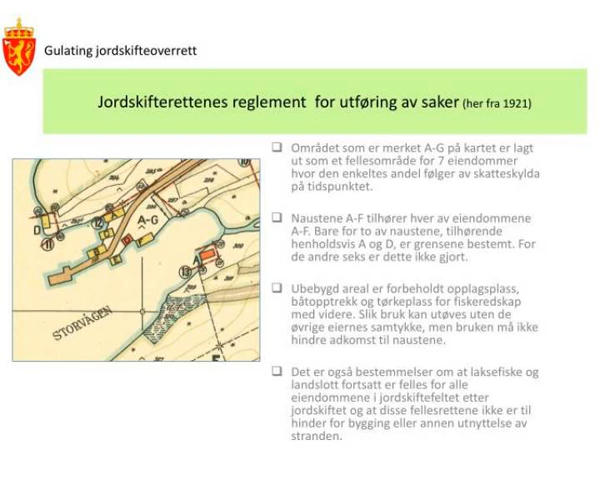 Gulating jordskifteoverrett
Jordskifterettenes reglement for utføring av saker (her fra 1921)
Området som er merket A-G på kartet er lagt
ut som et fellesområde for 7 eiendommer
hvor den enkeltes andel følger av skatteskylda
på tidspunktet.
Naustene A-F tilhører hver av eiendommene
A-F. Bare for to av naustene, tilhørende
henholdsvis A og D, er grensene bestemt. For
de andre seks er dette ikke gjort.
Ubebygd areal er forbeholdt opplagsplass,
båtopptrekk og tørkeplass for fiskeredskap
med videre. Slik bruk kan utøves uten de
øvrige eiernes samtykke, men bruken må ikke
hindre adkomst til naustene.
Det er også bestemmelser om at laksefiske og
landslott fortsatt er felles for alle
eiendommene i jordskiftefeltet etter
jordskiftet og at disse fellesrettene ikke er til
hinder for bygging eller annen utnyttelse av
stranden.
D
11
12
A-G
A
13
STORVÅGEN